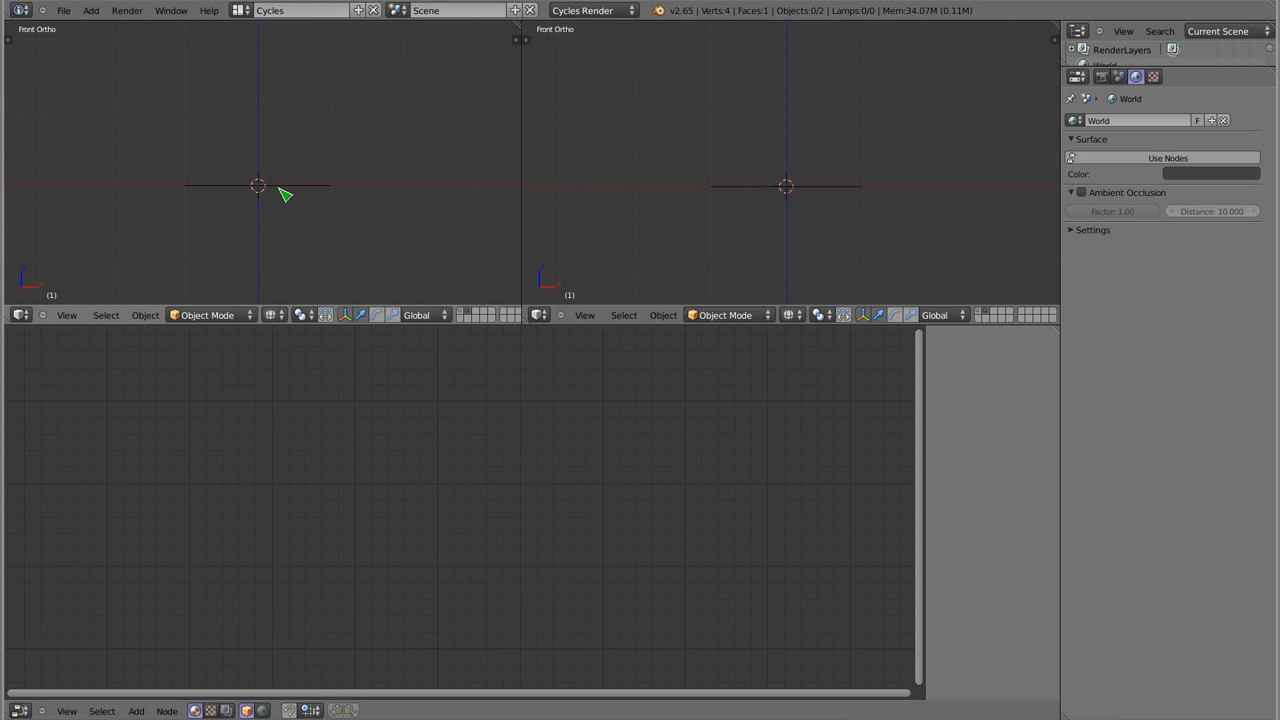 File Add Render Window Help Cycles Scene Cycles Render v2.65 | Verts:4 | Faces:1 | Objects:0/2 | Lamps:0/0 | Mem:34.07M (0.11M)
Front Ortho
Front Ortho
View Search Current Scene
RenderLayers
World
World
World F
Surface
Use Nodes
Color:
Ambient Occlusion
Factor: 1.00 Distance: 10.000
Settings
(1)
(1)
View Select Object Object Mode Global
View Select Object Object Mode Global
View Select Add Node